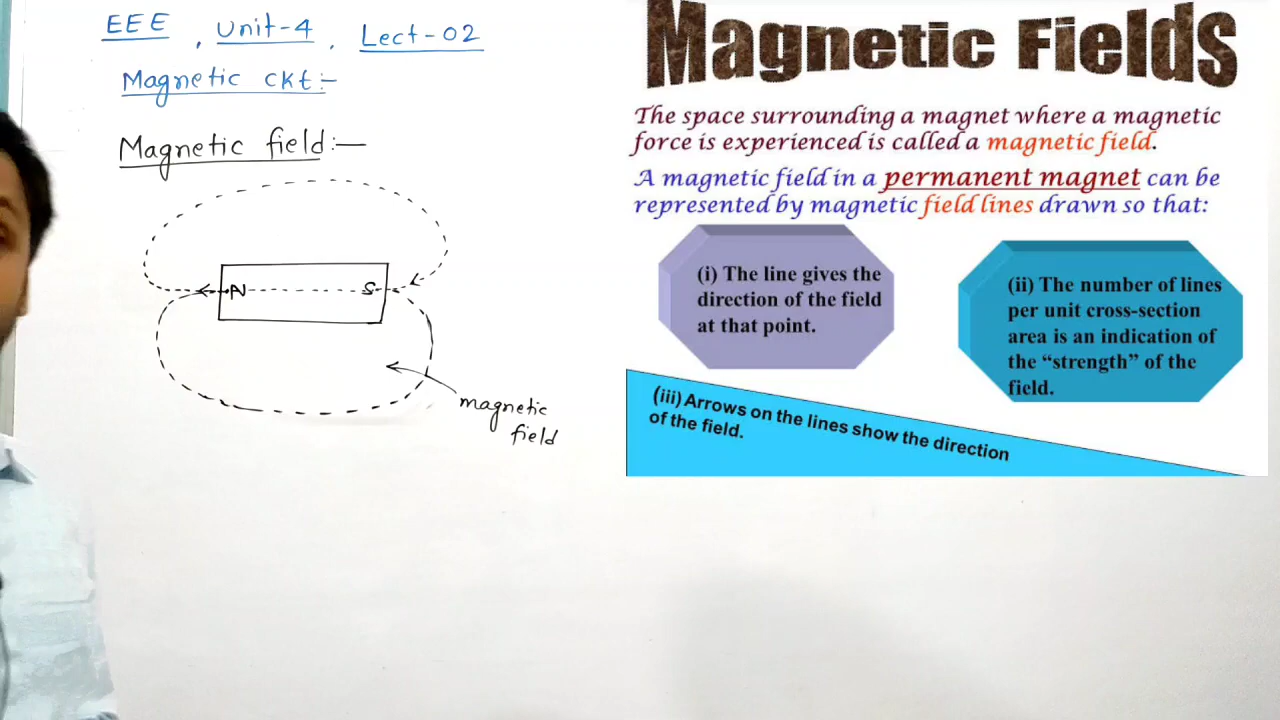 EEE , Unit-4 , Lect-02
Magnetic ckt:-
Magnetic field:-
N S
magnetic
field
Magnetic Fields
The space surrounding a magnet where a magnetic
force is experienced is called a magnetic field.
A magnetic field in a permanent magnet can be
represented by magnetic field lines drawn so that:
(i) The line gives the
direction of the field
at that point.
(ii) The number of lines
per unit cross-section
area is an indication of
the “strength” of the
field.
(iii) Arrows on the lines show the direction
of the field.